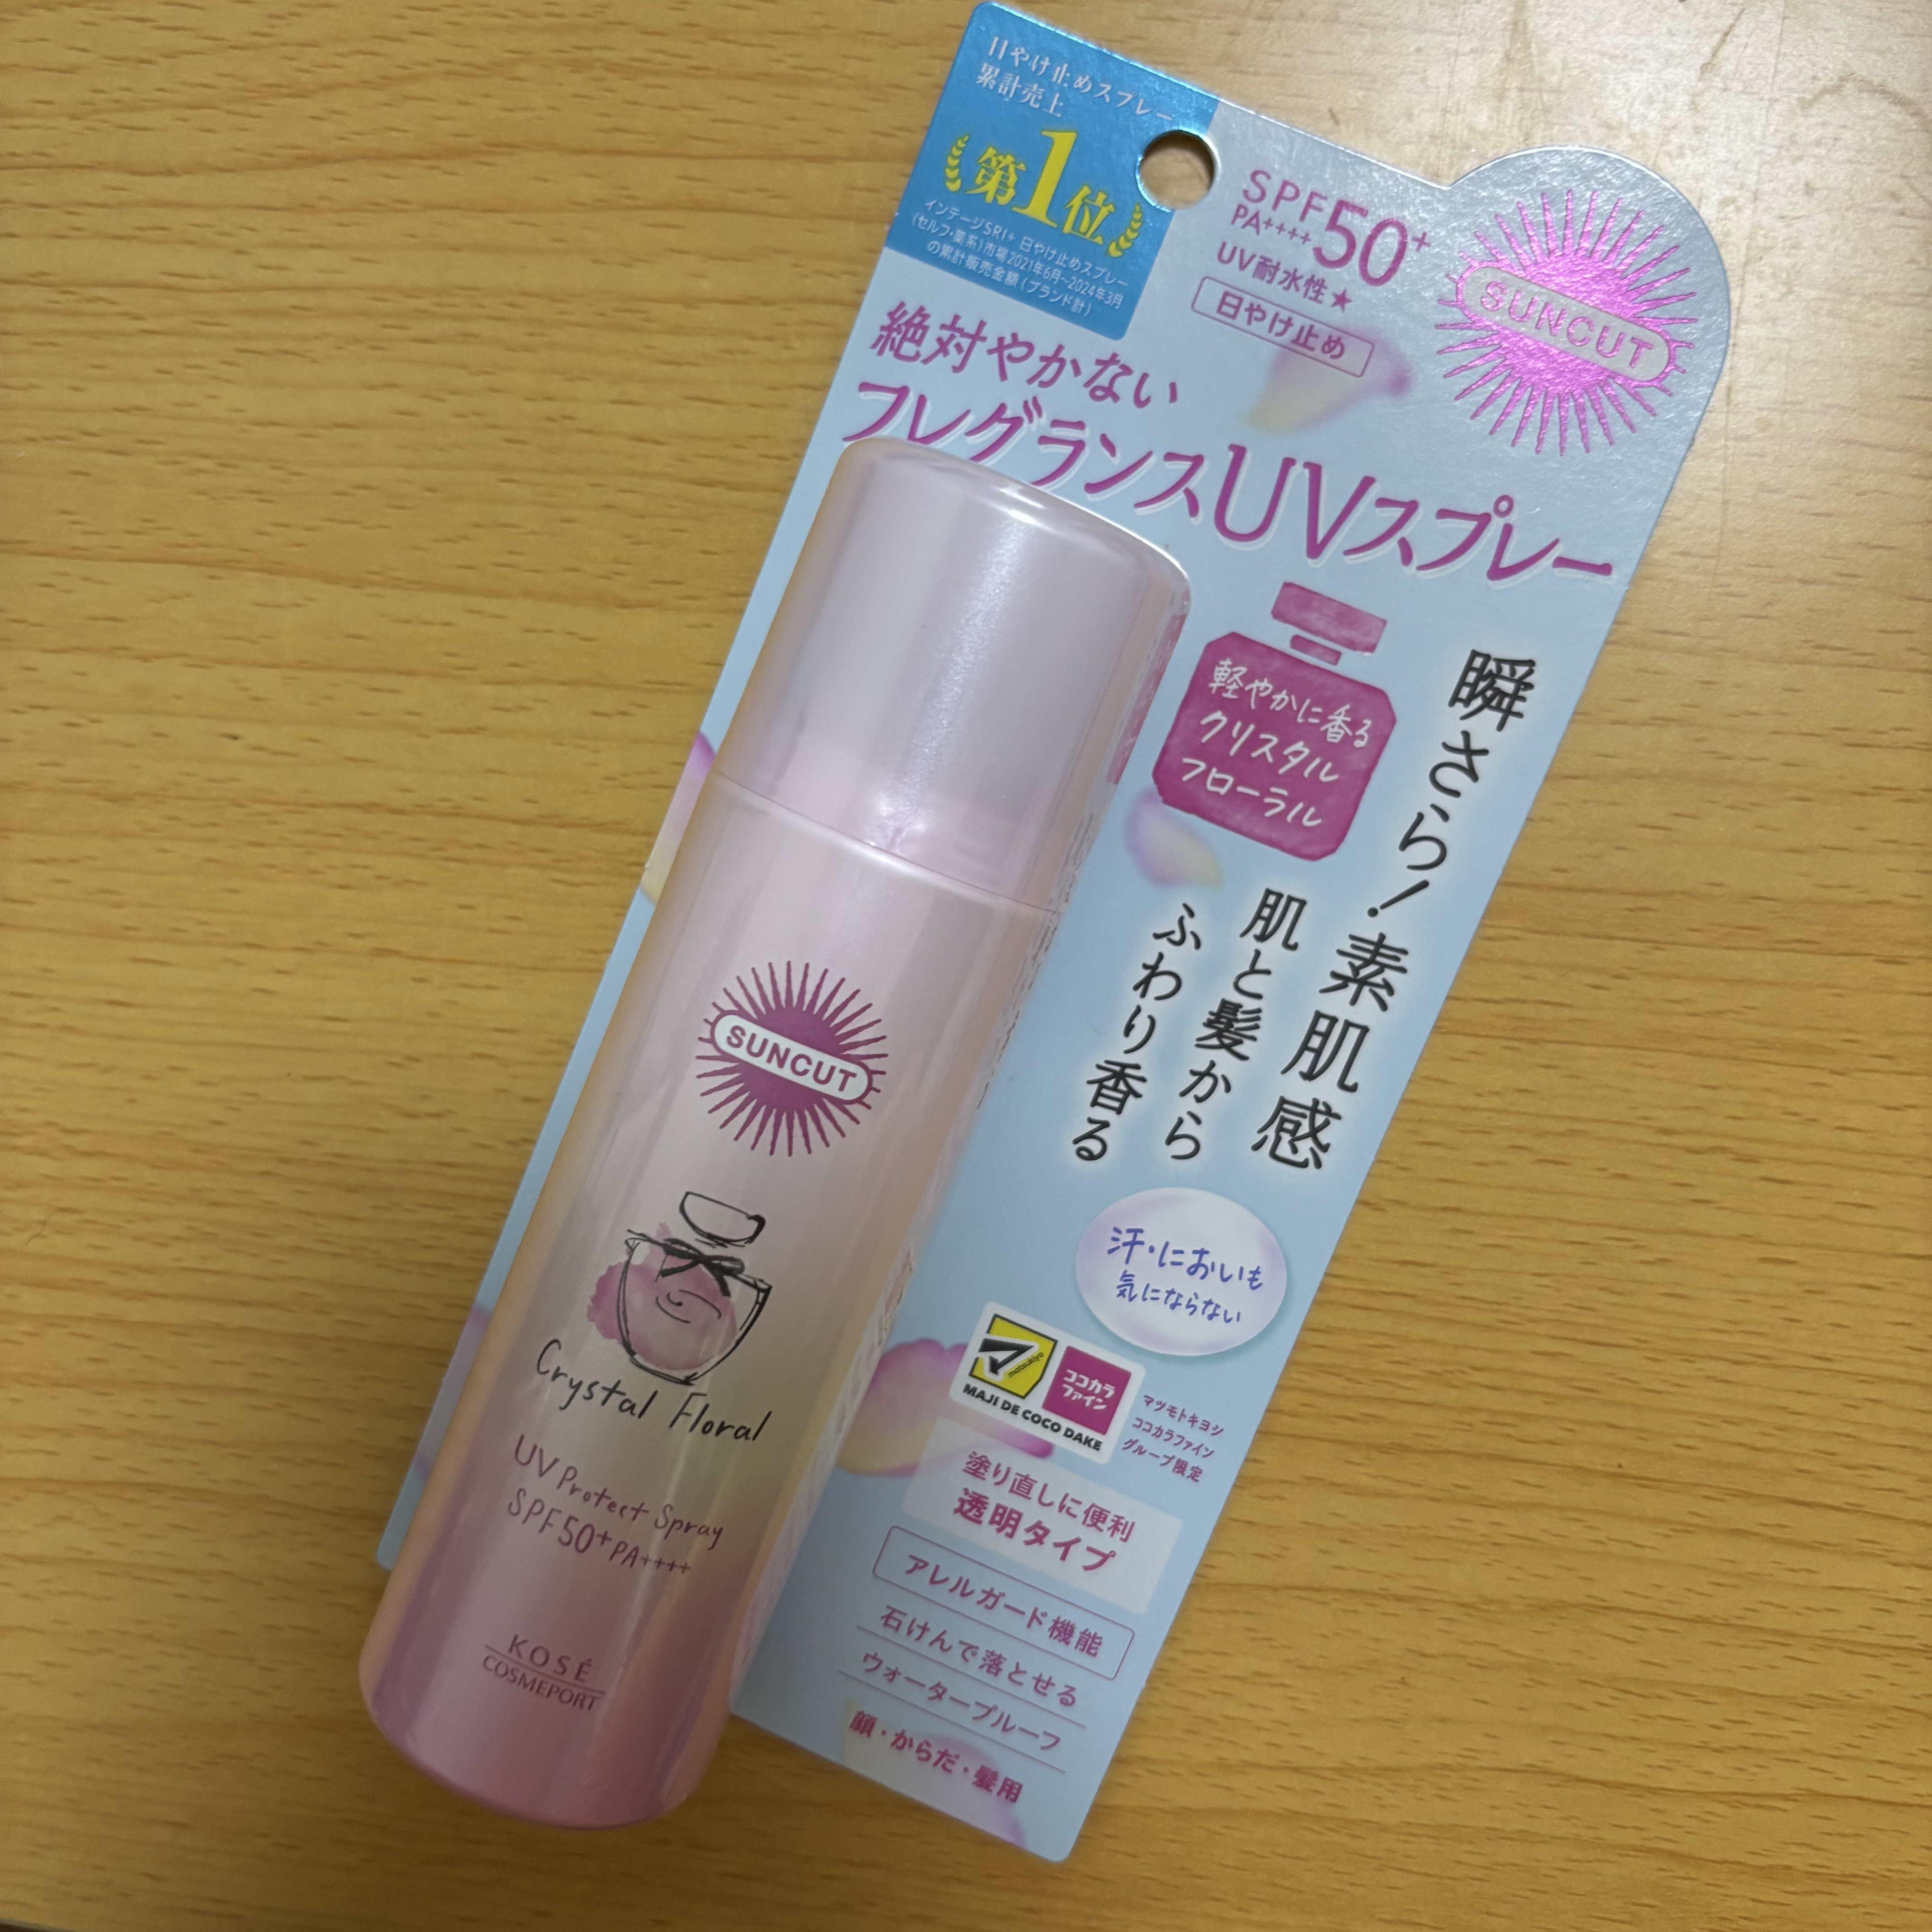 日やけ止めスプレー
累計売上
第1位
インテージSRI+ 日やけ止めスプレー
(セルフ・薬系)市場2021年6月~2024年3月
の累計販売金額(ブランド計)
SPF50+
PA++++
UV耐水性★
日やけ止め
SUNCUT
絶対やかない
フレグランスUVスプレー
軽やかに香る
クリスタル
フローラル
瞬さら!素肌感
肌と髪から
ふわり香る
汗・においも
気にならない
matsukiyo
ココカラ
ファイン
MAJI DE COCO DAKE
マツモトキヨシ
ココカラファイン
グループ限定
塗り直しに便利
透明タイプ
アレルガード機能
石けんで落とせる
ウォータープルーフ
顔・からだ・髪用
SUNCUT
Crystal Floral
UV Protect Spray
SPF50+ PA++++
KOSÉ
COSMEPORT